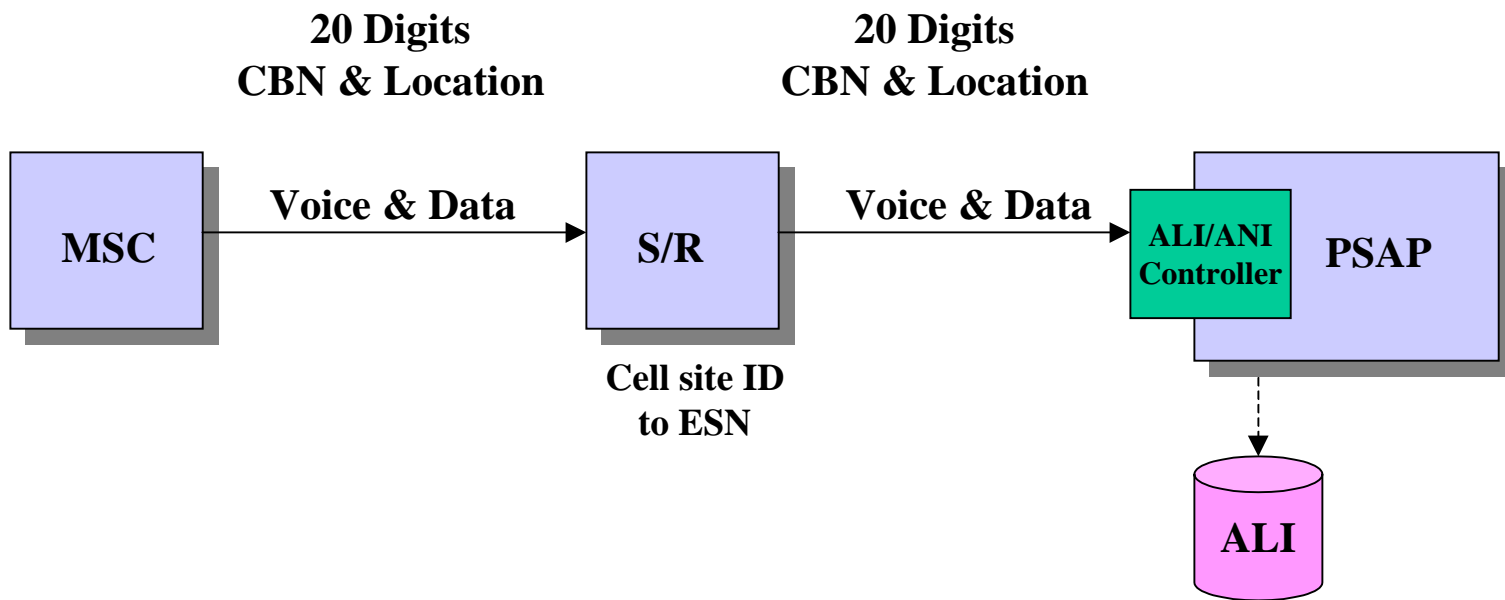 20 Digits
CBN & Location
20 Digits
CBN & Location
MSC
Voice & Data
S/R
Voice & Data
ALI/ANI
Controller
PSAP
Cell site ID
to ESN
ALI